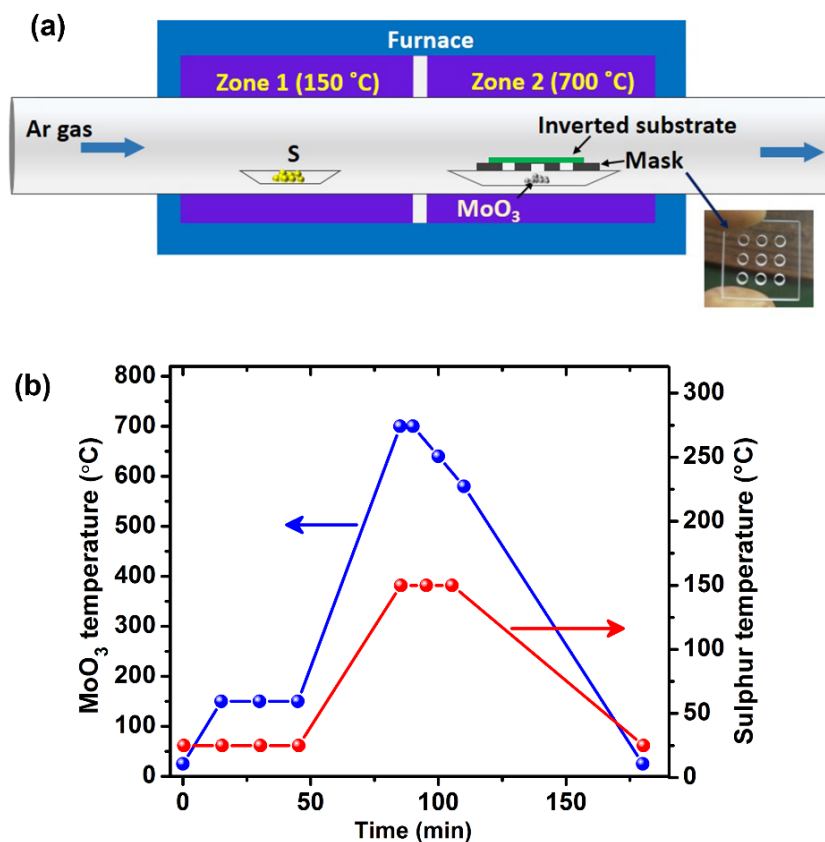 (a)
Furnace
Zone 1 (150 °C)
Zone 2 (700 °C)
Ar gas
Inverted substrate
S
Mask
MoO₃
(b)
800
700
600
500
400
300
200
100
0
MoO₃ temperature (°C)
300
250
200
150
100
50
0
Sulphur temperature (°C)
0
50
100
150
Time (min)